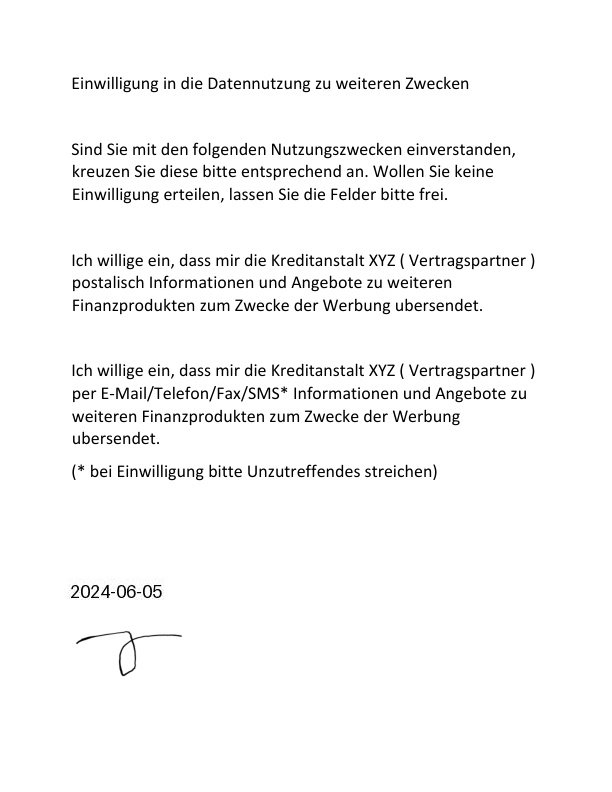 Einwilligung in die Datennutzung zu weiteren Zwecken
Sind Sie mit den folgenden Nutzungszwecken einverstanden,
kreuzen Sie diese bitte entsprechend an. Wollen Sie keine
Einwilligung erteilen, lassen Sie die Felder bitte frei.
Ich willige ein, dass mir die Kreditanstalt XYZ ( Vertragspartner )
postalisch Informationen und Angebote zu weiteren
Finanzprodukten zum Zwecke der Werbung ubersendet.
Ich willige ein, dass mir die Kreditanstalt XYZ ( Vertragspartner )
per E-Mail/Telefon/Fax/SMS* Informationen und Angebote zu
weiteren Finanzprodukten zum Zwecke der Werbung
ubersendet.
(* bei Einwilligung bitte Unzutreffendes streichen)
2024-06-05